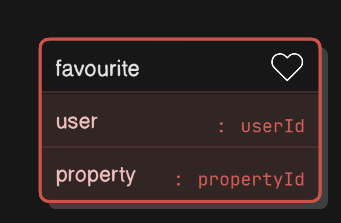 favourite
user : userId
property : propertyId